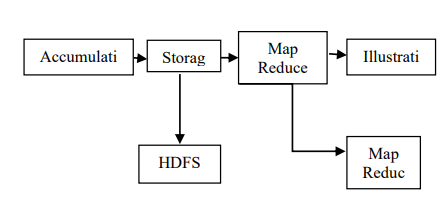 Accumulati
Storag
Map
Reduce
Illustrati
HDFS
Map
Reduc